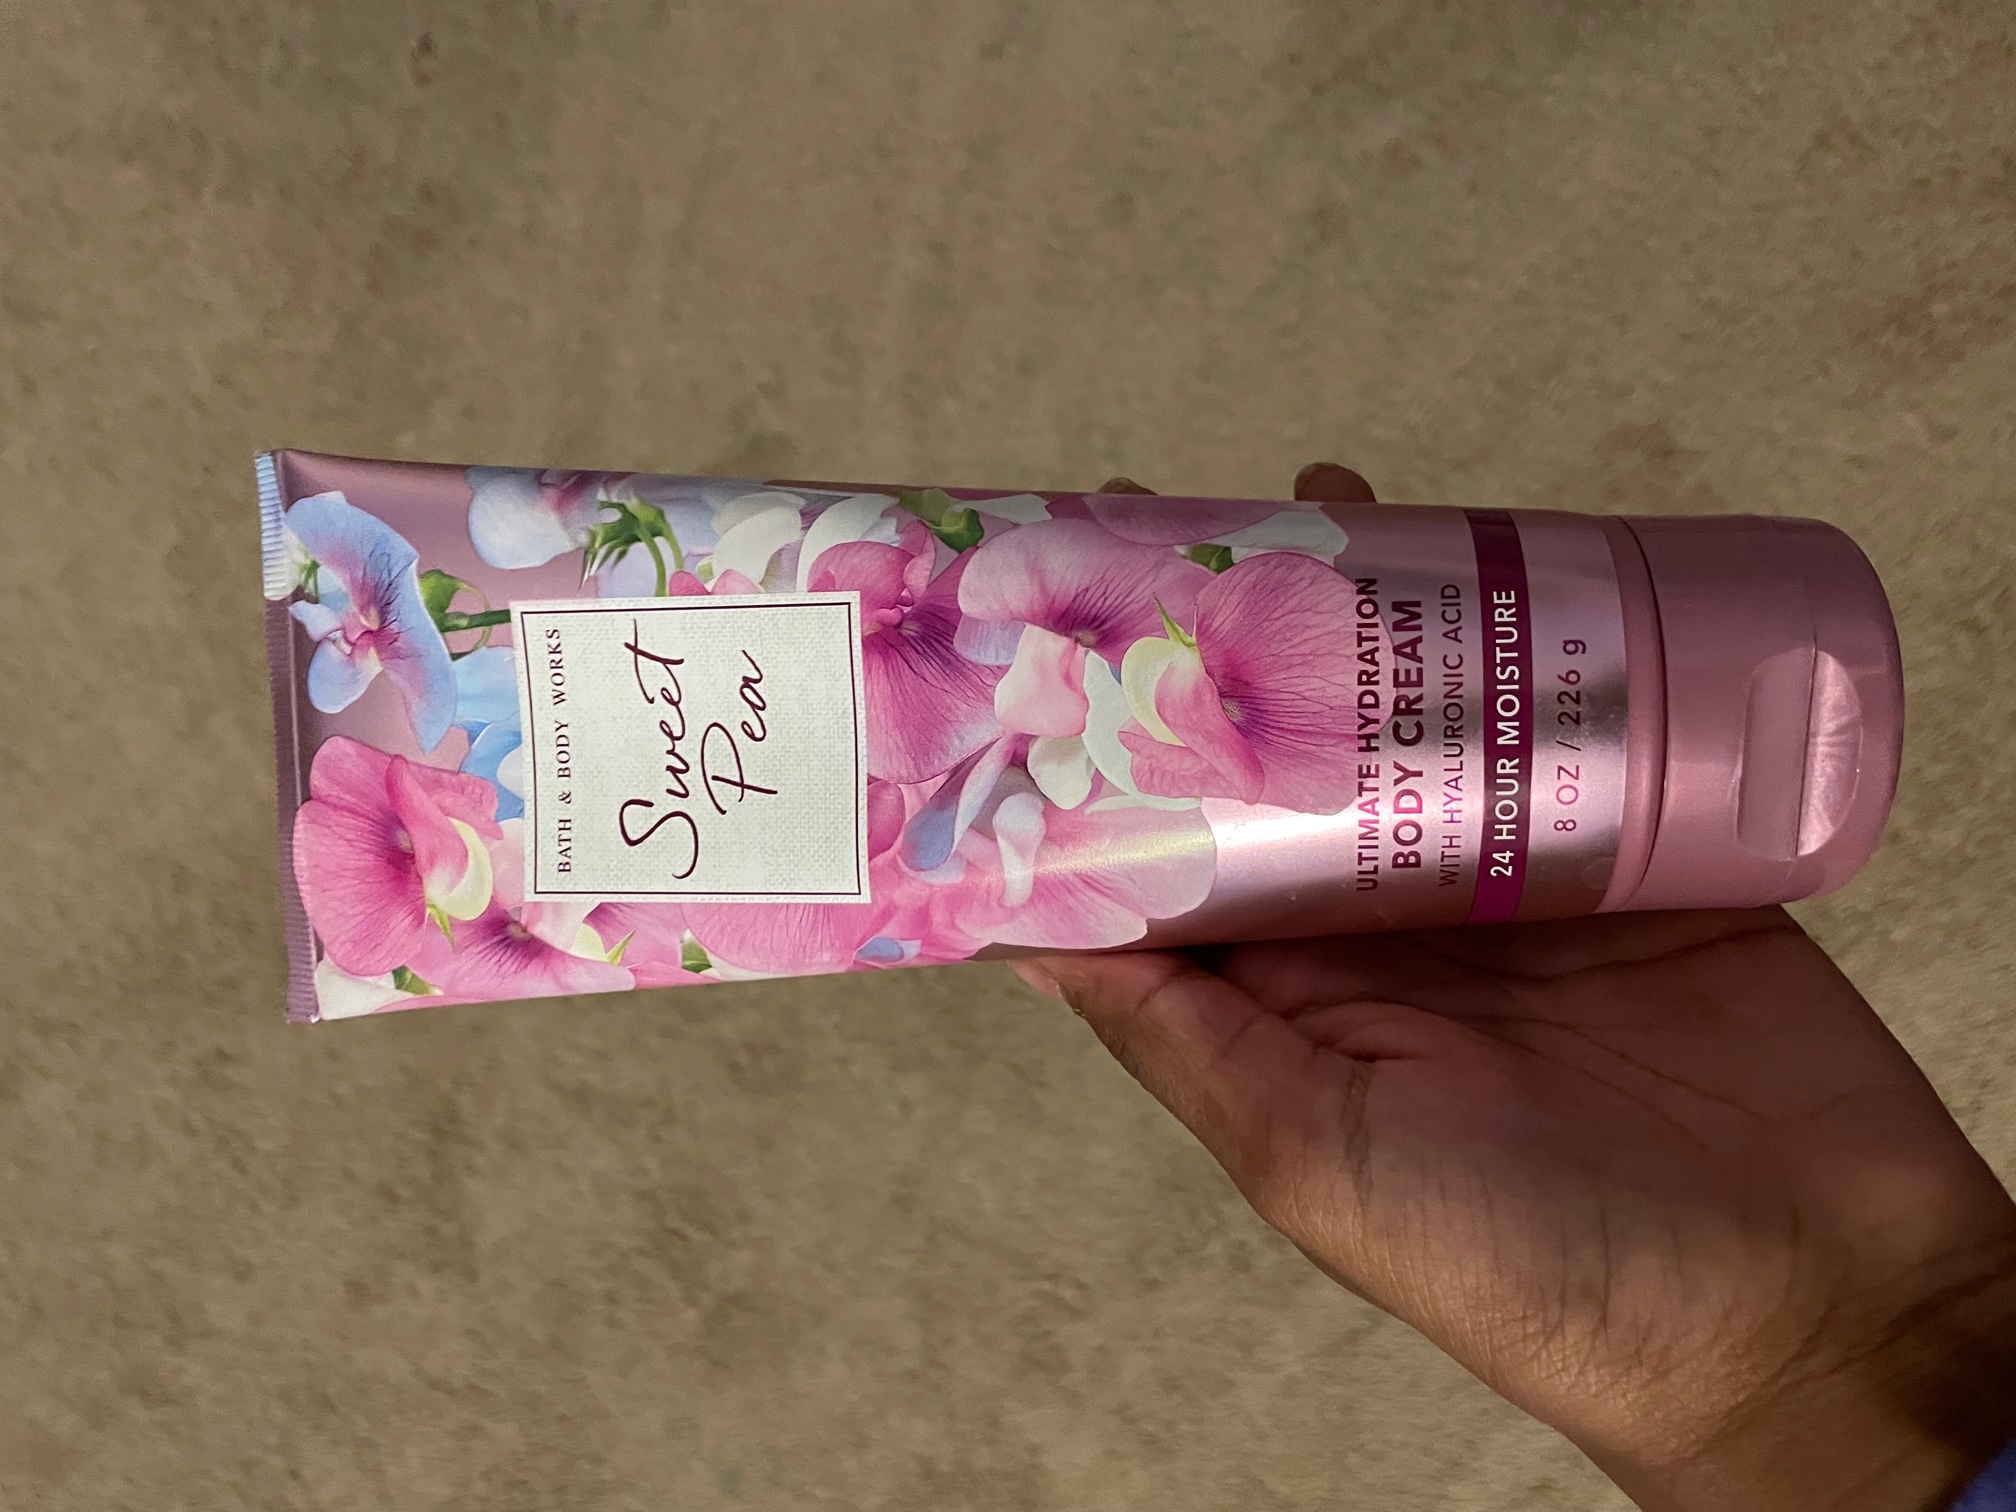 BATH & BODY WORKS
Sweet
Pea
ULTIMATE HYDRATION
BODY CREAM
WITH HYALURONIC ACID
24 HOUR MOISTURE
8 OZ / 226 g